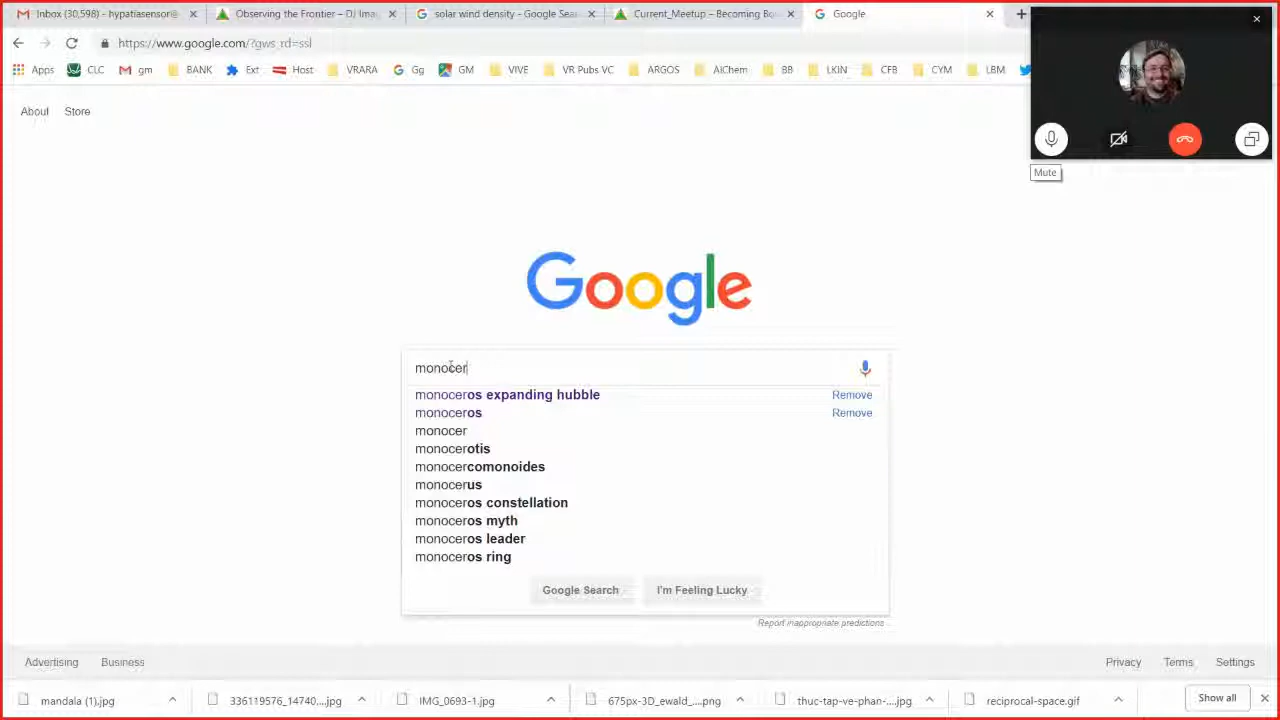 Inbox (30,598) - hypatiasensor@
Observing the Frontier – DJ Imag
solar wind density - Google Sear
Current_Meetup – Becoming Bo
Google
https://www.google.com/?gws_rd=ssl
Apps CLC gm BANK Ext Host VRARA Gg GM VIVE VR Pubs VC ARGOS AiChem BB LKIN CFB CYM LBM
Mute
About Store
Google
monocer
monoceros expanding hubble Remove
monoceros Remove
monocer
monocerotis
monocercomonoides
monocerus
monoceros constellation
monoceros myth
monoceros leader
monoceros ring
Google Search I'm Feeling Lucky
Report inappropriate predictions
Advertising Business Privacy Terms Settings
mandala (1).jpg 336119576_14740...jpg IMG_0693-1.jpg 675px-3D_ewald_...png thuc-tap-ve-phan-...jpg reciprocal-space.gif Show all